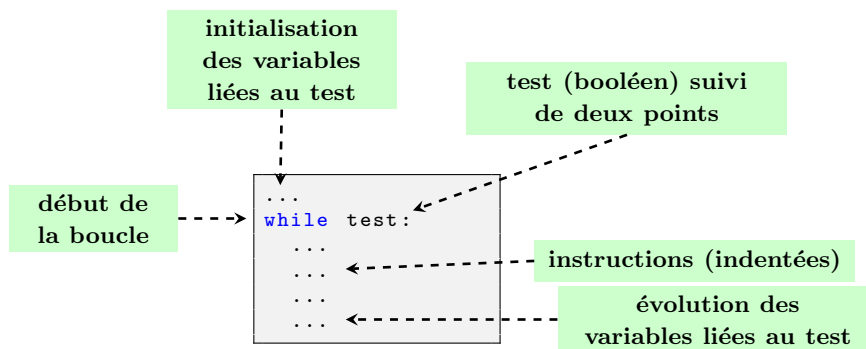 initialisation
des variables
liées au test
test (booléen) suivi
de deux points
début de
la boucle
...
while test:
...
...
...
...
instructions (indentées)
évolution des
variables liées au test